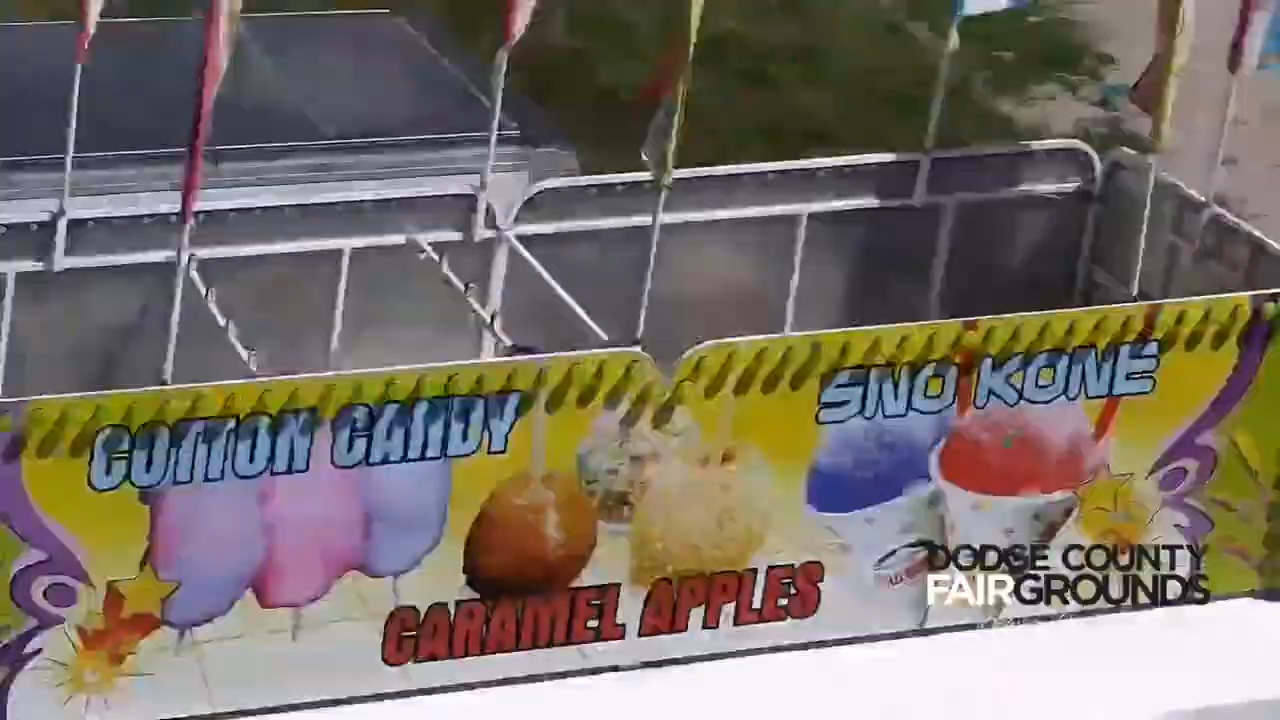 COTTON CANDY
SNO KONE
CARAMEL APPLES
DODGE COUNTY
FAIRGROUNDS